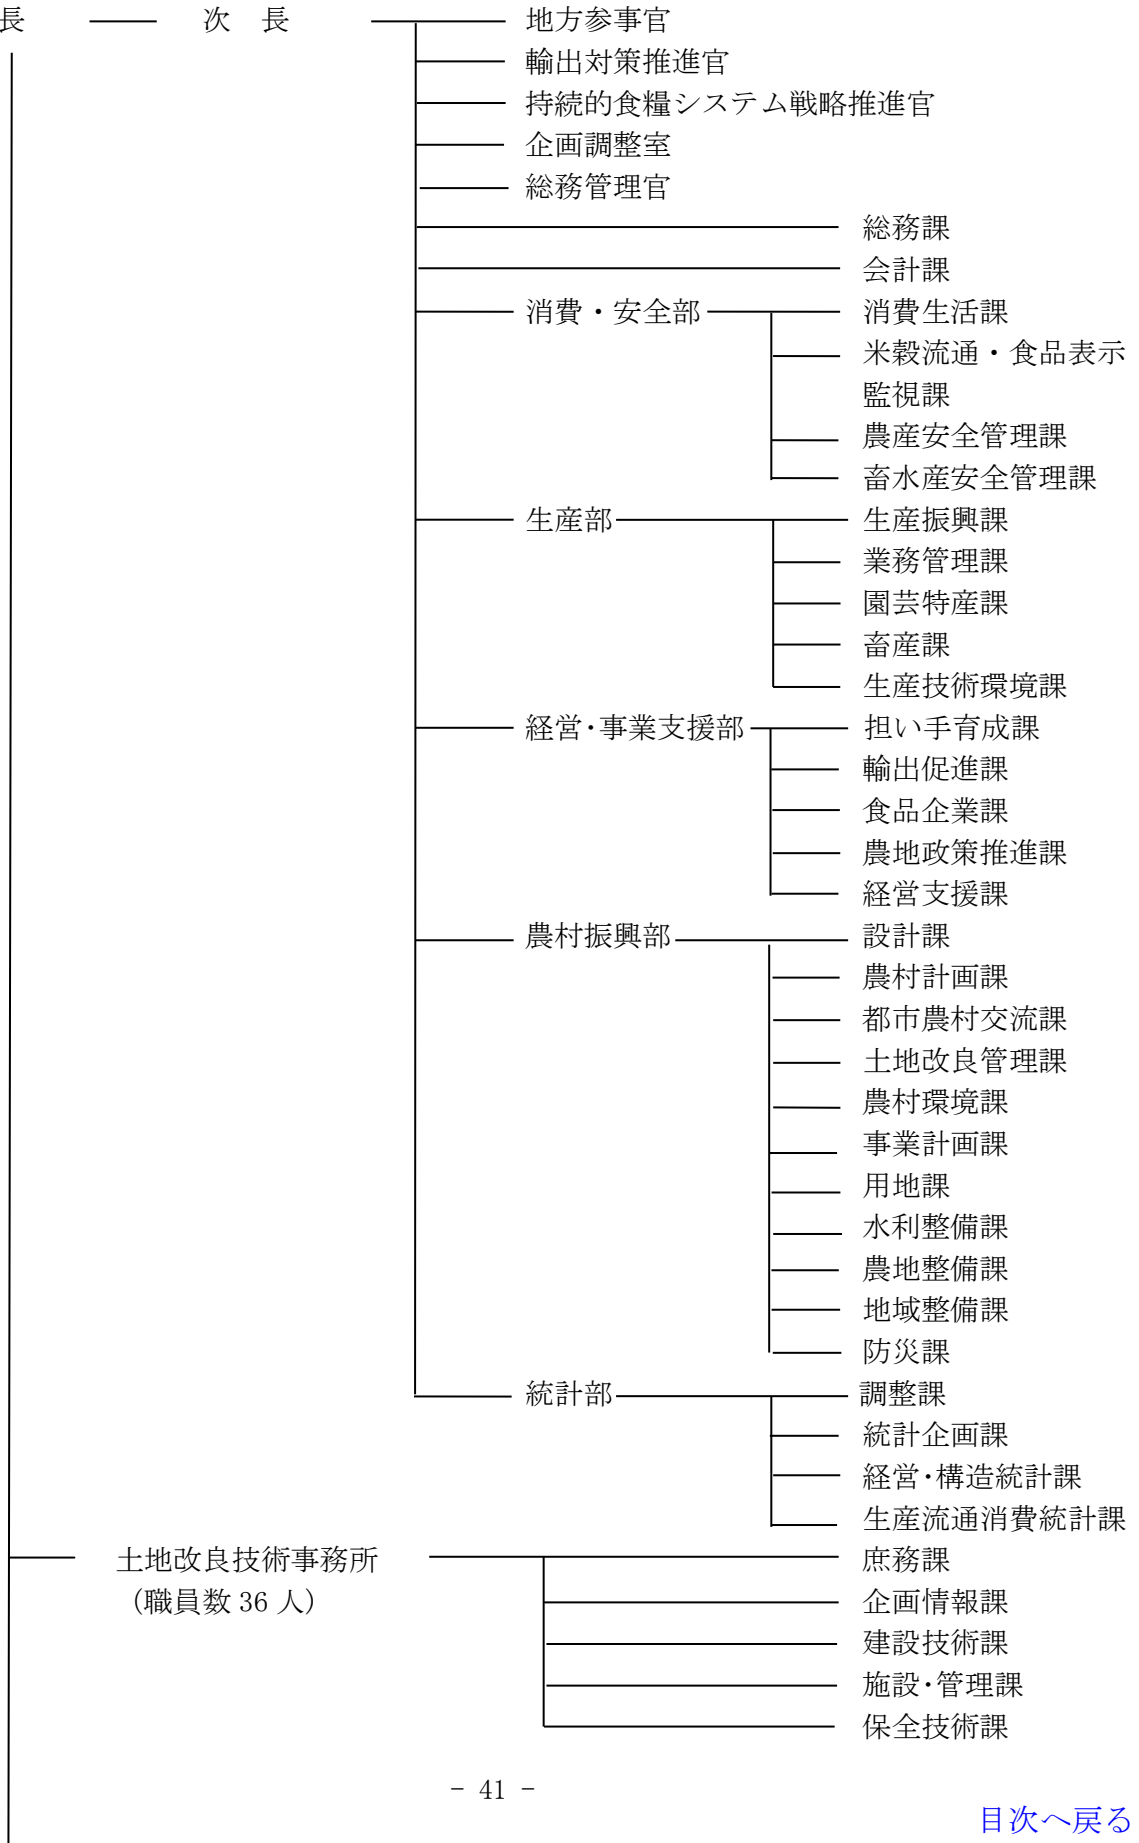 長 次 長 地方参事官
輸出対策推進官
持続的食糧システム戦略推進官
企画調整室
総務管理官
総務課
会計課
消費・安全部 消費生活課
米穀流通・食品表示
監視課
農産安全管理課
畜水産安全管理課
生産部 生産振興課
業務管理課
園芸特産課
畜産課
生産技術環境課
経営・事業支援部 担い手育成課
輸出促進課
食品企業課
農地政策推進課
経営支援課
農村振興部 設計課
農村計画課
都市農村交流課
土地改良管理課
農村環境課
事業計画課
用地課
水利整備課
農地整備課
地域整備課
防災課
統計部 調整課
統計企画課
経営・構造統計課
生産流通消費統計課
土地改良技術事務所 庶務課
(職員数 36 人) 企画情報課
建設技術課
施設・管理課
保全技術課
- 41 -
目次へ戻る